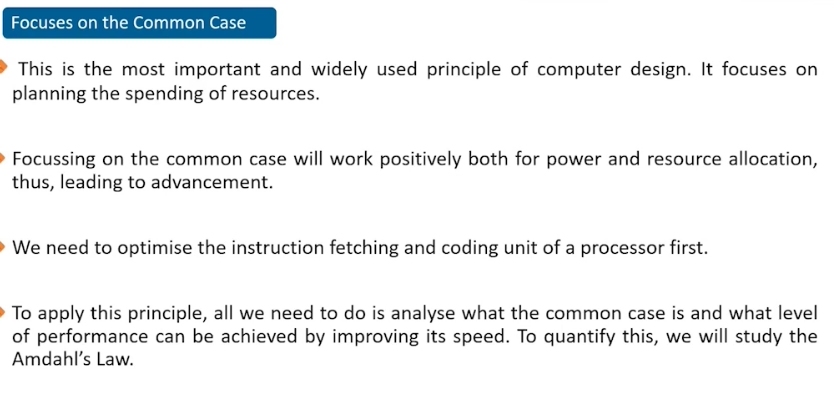 Focuses on the Common Case
This is the most important and widely used principle of computer design. It focuses on
planning the spending of resources.
Focussing on the common case will work positively both for power and resource allocation,
thus, leading to advancement.
We need to optimise the instruction fetching and coding unit of a processor first.
To apply this principle, all we need to do is analyse what the common case is and what level
of performance can be achieved by improving its speed. To quantify this, we will study the
Amdahl’s Law.